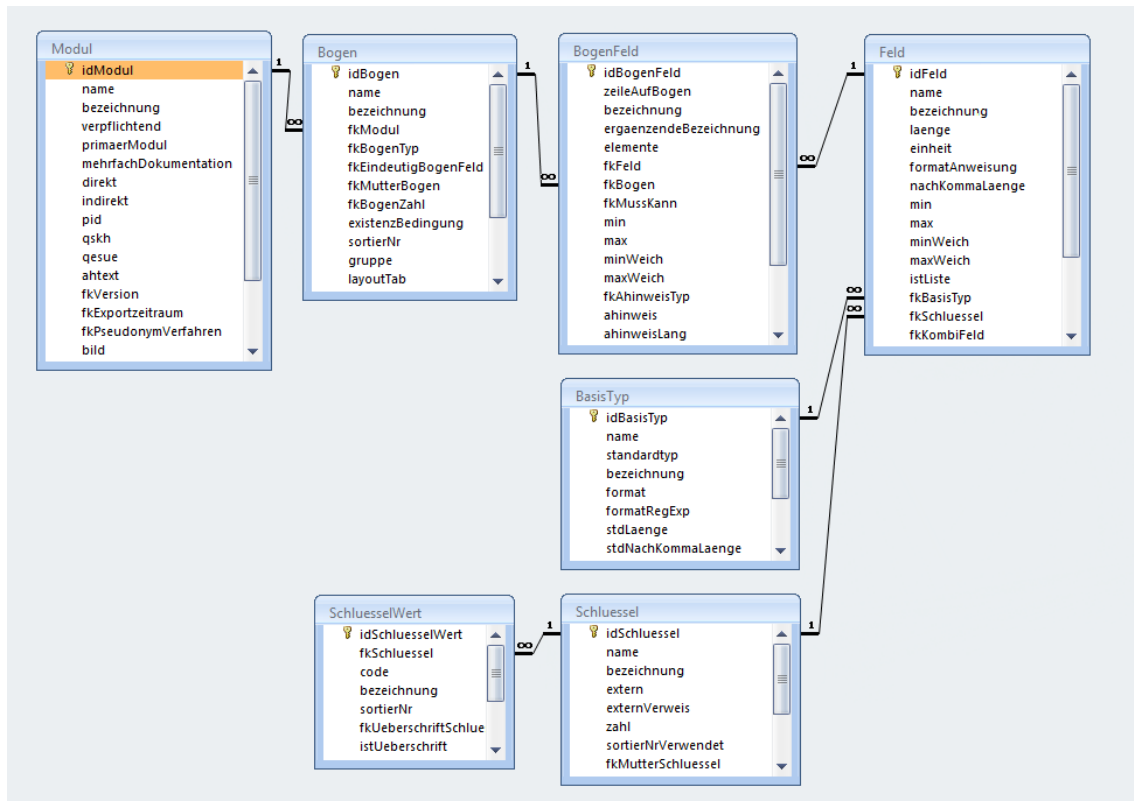 Modul
idModul
name
bezeichnung
verpflichtend
primaerModul
mehrfachDokumentation
direkt
indirekt
pid
qskh
qesue
ahtext
fkVersion
fkExportzeitraum
fkPseudonymVerfahren
bild
1
∞
Bogen
idBogen
name
bezeichnung
fkModul
fkBogenTyp
fkEindeutigBogenFeld
fkMutterBogen
fkBogenZahl
existenzBedingung
sortierNr
gruppe
layoutTab
1
∞
BogenFeld
idBogenFeld
zeileAufBogen
bezeichnung
ergaenzendeBezeichnung
elemente
fkFeld
fkBogen
fkMussKann
min
max
minWeich
maxWeich
fkAhinweisTyp
ahinweis
ahinweisLang
1
∞
Feld
idFeld
name
bezeichnung
laenge
einheit
formatAnweisung
nachKommaLaenge
min
max
minWeich
maxWeich
istListe
fkBasisTyp
fkSchluessel
fkKombiFeld
∞
∞
BasisTyp
idBasisTyp
name
standardtyp
bezeichnung
format
formatRegExp
stdLaenge
stdNachKommaLaenge
1
SchluesselWert
idSchluesselWert
fkSchluessel
code
bezeichnung
sortierNr
fkUeberschriftSchlue
istUeberschrift
∞
1
Schluessel
idSchluessel
name
bezeichnung
extern
externVerweis
zahl
sortierNrVerwendet
fkMutterSchluessel
1